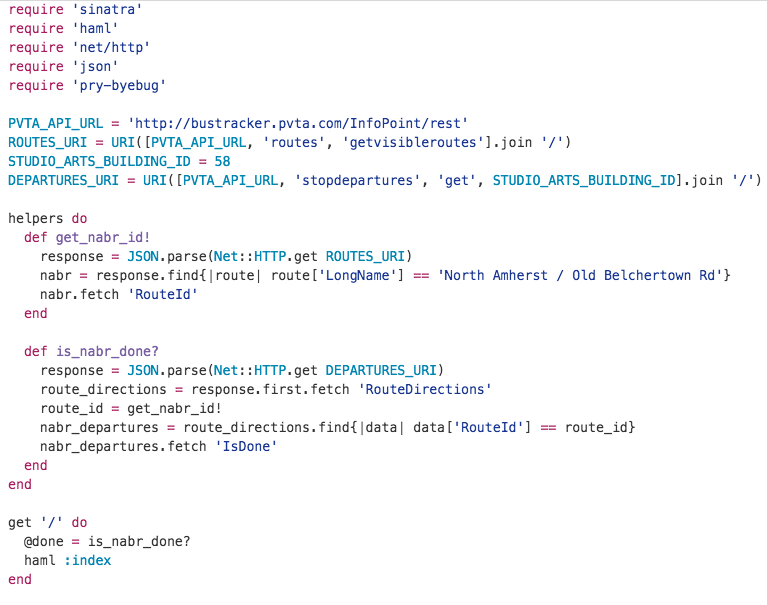 require 'sinatra'
require 'haml'
require 'net/http'
require 'json'
require 'pry-byebug'

PVTA_API_URL = 'http://bustracker.pvta.com/InfoPoint/rest'
ROUTES_URI = URI([PVTA_API_URL, 'routes', 'getvisibleroutes'].join '/')
STUDIO_ARTS_BUILDING_ID = 58
DEPARTURES_URI = URI([PVTA_API_URL, 'stopdepartures', 'get', STUDIO_ARTS_BUILDING_ID].join '/')

helpers do
  def get_nabr_id!
    response = JSON.parse(Net::HTTP.get ROUTES_URI)
    nabr = response.find{|route| route['LongName'] == 'North Amherst / Old Belchertown Rd'}
    nabr.fetch 'RouteId'
  end

  def is_nabr_done?
    response = JSON.parse(Net::HTTP.get DEPARTURES_URI)
    route_directions = response.first.fetch 'RouteDirections'
    route_id = get_nabr_id!
    nabr_departures = route_directions.find{|data| data['RouteId'] == route_id}
    nabr_departures.fetch 'IsDone'
  end
end

get '/' do
  @done = is_nabr_done?
  haml :index
end